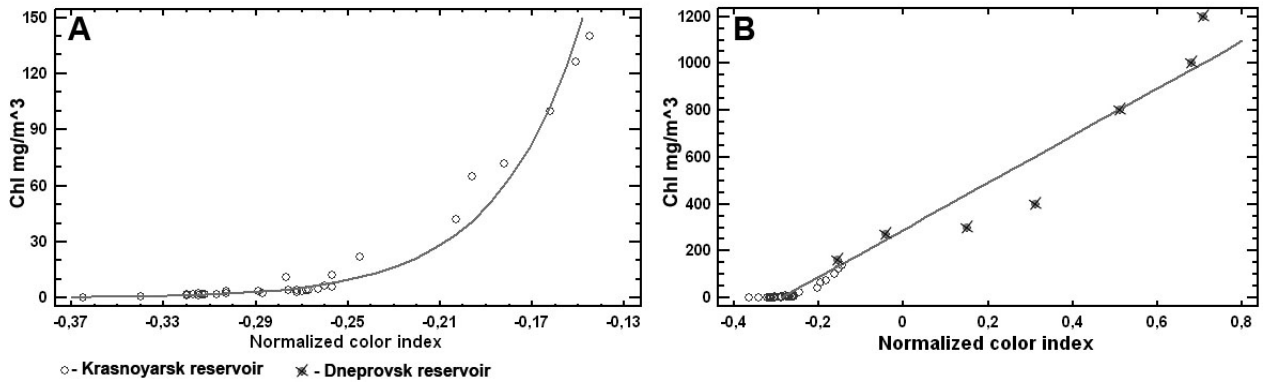 A
Chl mg/m^3
150
120
90
60
30
0
-0,37 -0,33 -0,29 -0,25 -0,21 -0,17 -0,13
Normalized color index
B
Chl mg/m^3
1200
1000
800
600
400
200
0
-0,4 -0,2 0 0,2 0,4 0,6 0,8
Normalized color index
- Krasnoyarsk reservoir - Dneprovsk reservoir